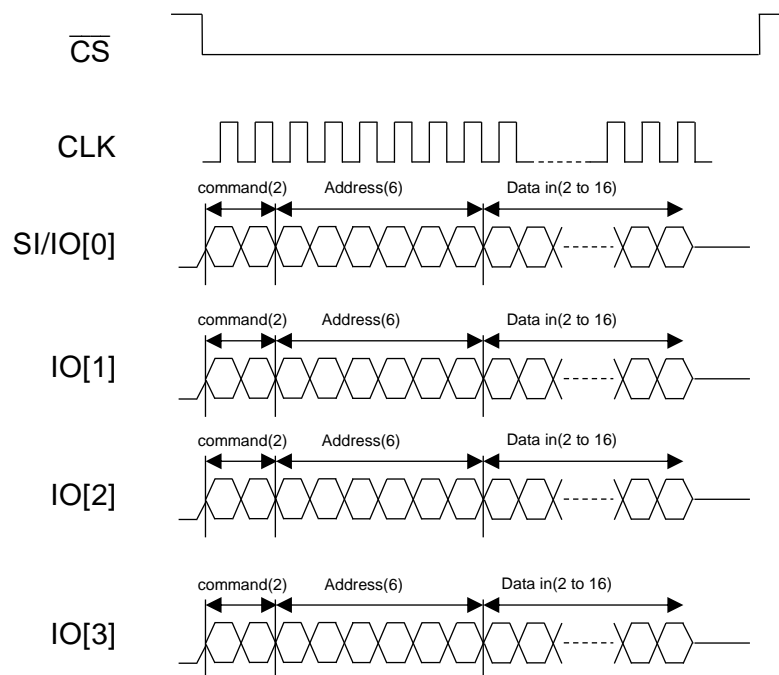 CS
CLK
command(2) Address(6) Data in(2 to 16)
SI/IO[0]
command(2) Address(6) Data in(2 to 16)
IO[1]
command(2) Address(6) Data in(2 to 16)
IO[2]
command(2) Address(6) Data in(2 to 16)
IO[3]